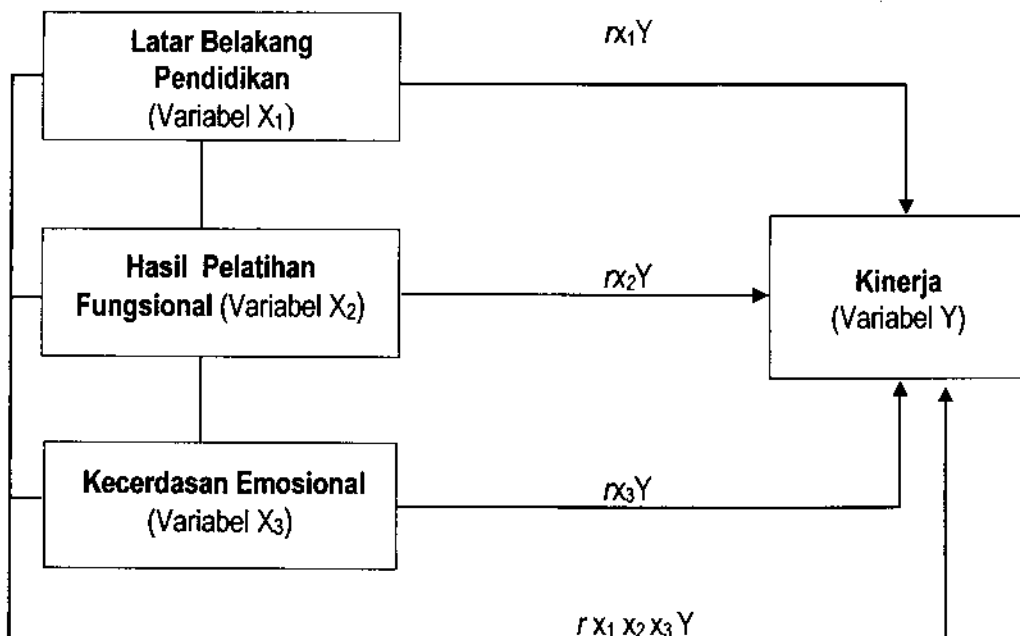 Latar Belakang
Pendidikan
(Variabel X₁)
rx₁Y
Hasil Pelatihan
Fungsional (Variabel X₂)
rx₂Y
Kinerja
(Variabel Y)
Kecerdasan Emosional
(Variabel X₃)
rx₃Y
r x₁ x₂ x₃ Y